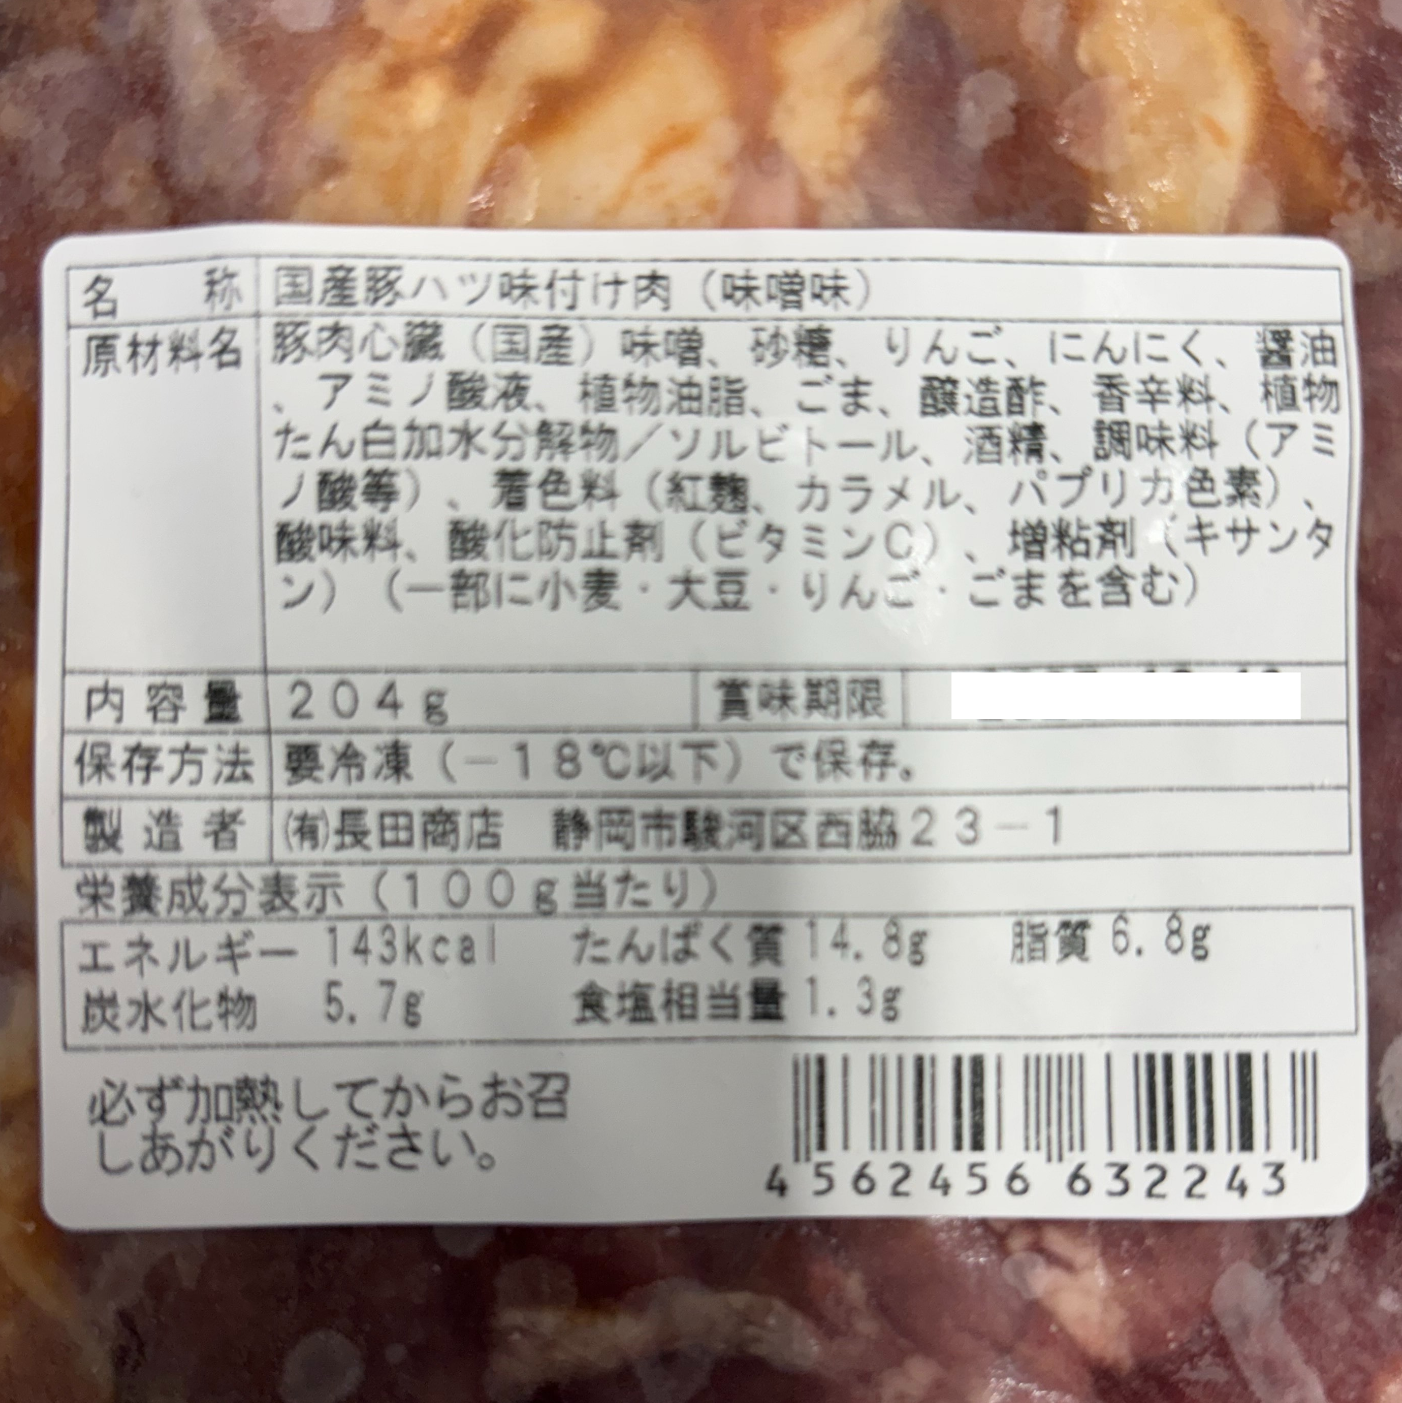 名 称 国産豚ハツ味付け肉（味噌味）
原材料名 豚肉心臓（国産）味噌、砂糖、りんご、にんにく、醤油
、アミノ酸液、植物油脂、ごま、醸造酢、香辛料、植物
たん白加水分解物／ソルビトール、酒精、調味料（アミ
ノ酸等）、着色料（紅麹、カラメル、パプリカ色素）、
酸味料、酸化防止剤（ビタミンC）、増粘剤（キサンタ
ン）（一部に小麦・大豆・りんご・ごまを含む）
内容量 204g 賞味期限
保存方法 要冷凍（－18℃以下）で保存。
製造者 ㈲長田商店 静岡市駿河区西脇23－1
栄養成分表示（100g当たり）
エネルギー 143kcal たんぱく質 14.8g 脂質 6.8g
炭水化物 5.7g 食塩相当量 1.3g
必ず加熱してからお召
しあがりください。
4562456632243